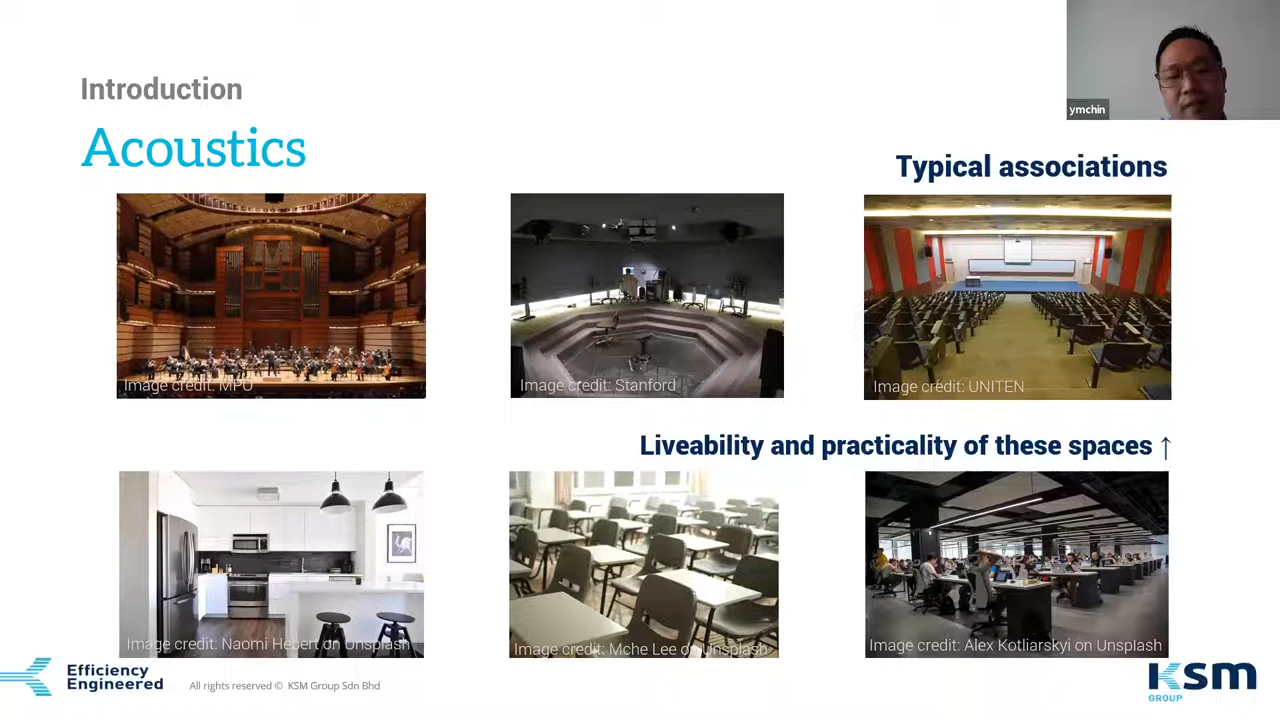 ymchin
Introduction
Acoustics
Typical associations
Image credit: MPO
Image credit: Stanford
Image credit: UNITEN
Liveability and practicality of these spaces ↑
Image credit: Naomi Hebert on Unsplash
Image credit: Mche Lee on Unsplash
Image credit: Alex Kotliarskyi on Unsplash
Efficiency
Engineered
All rights reserved © KSM Group Sdn Bhd
ksm
GROUP